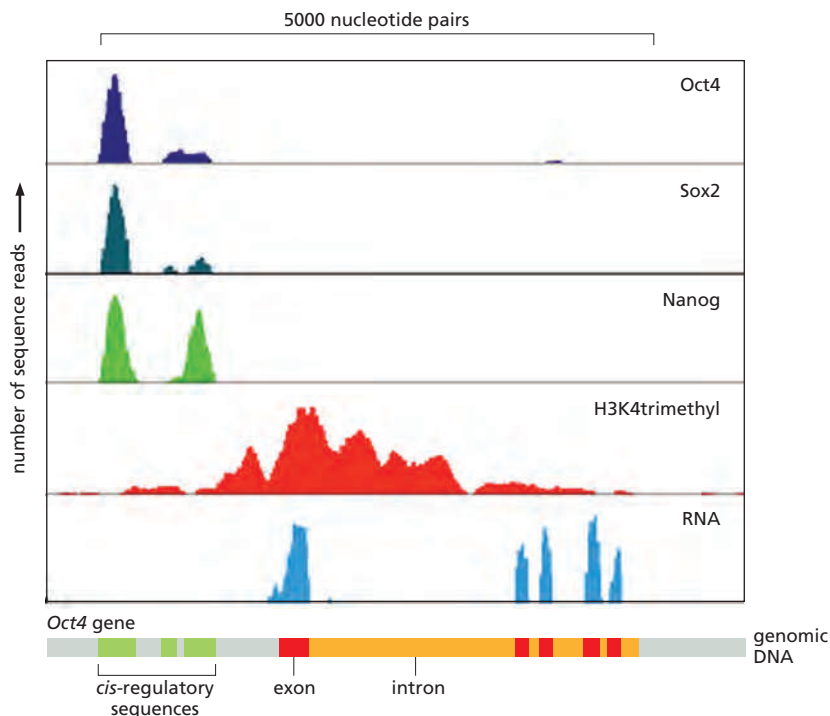 5000 nucleotide pairs
Oct4
Sox2
Nanog
H3K4trimethyl
RNA
number of sequence reads
Oct4 gene
genomic
DNA
cis-regulatory
sequences
exon
intron